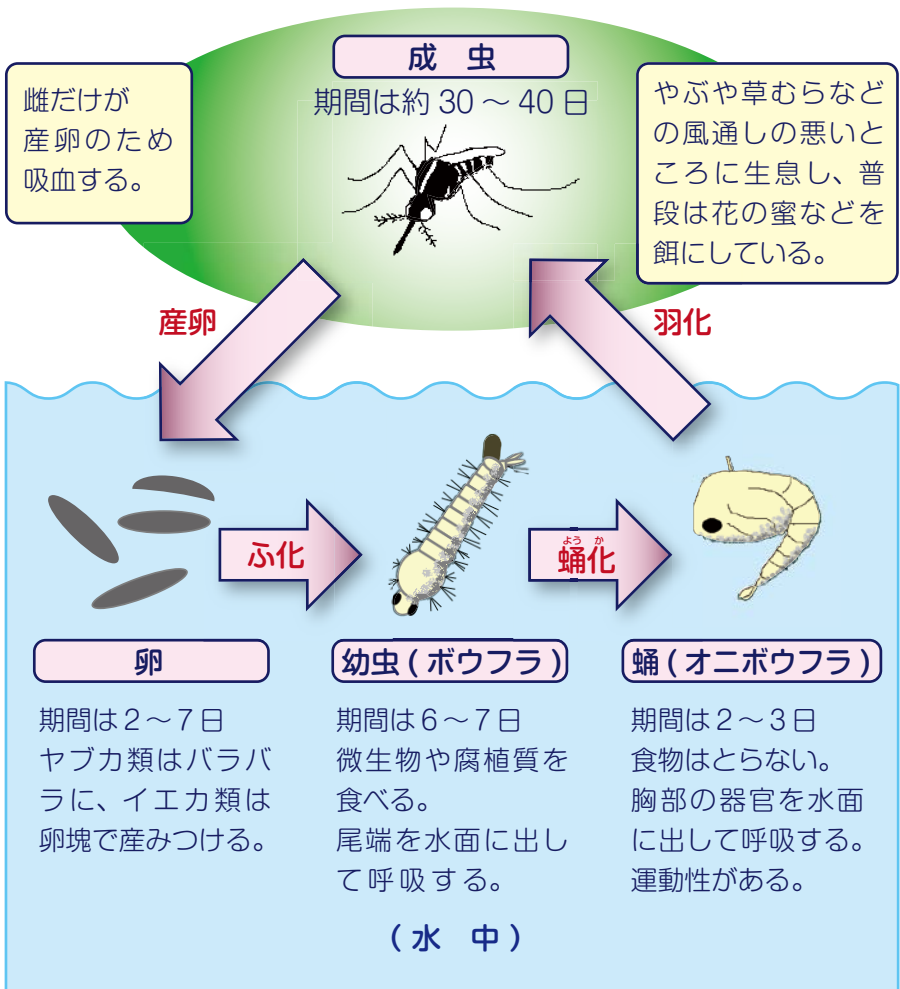 成 虫
期間は約 30 ～ 40 日
雌だけが
産卵のため
吸血する。
やぶや草むらなど
の風通しの悪いと
ころに生息し、普
段は花の蜜などを
餌にしている。
産卵
羽化
ふ化
よう か
蛹化
卵
期間は２～７日
ヤブカ類はバラバ
ラに、イエカ類は
卵塊で産みつける。
幼虫 ( ボウフラ )
期間は６～７日
微生物や腐植質を
食べる。
尾端を水面に出し
て呼吸する。
蛹 ( オニボウフラ )
期間は２～３日
食物はとらない。
胸部の器官を水面
に出して呼吸する。
運動性がある。
( 水 中 )